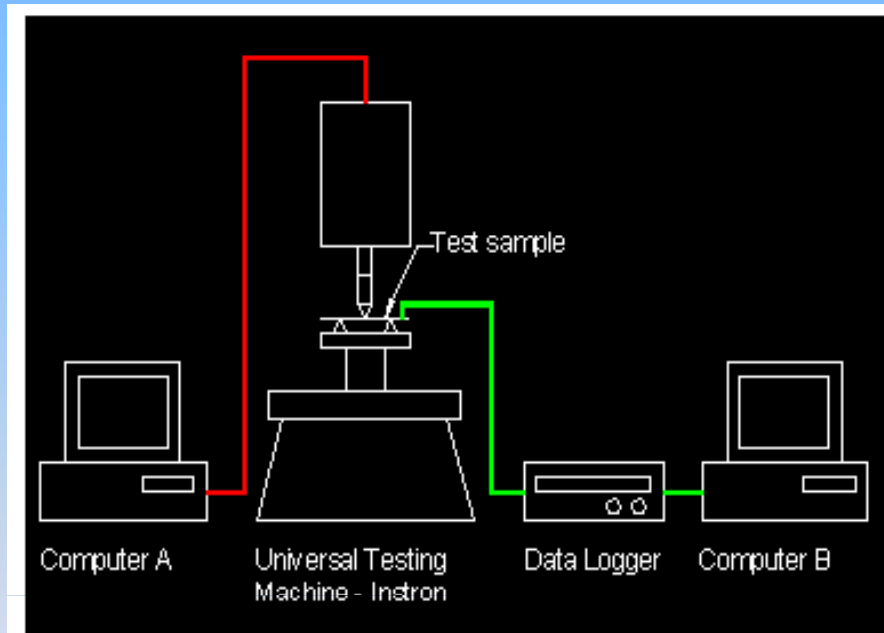 Test sample
Computer A
Universal Testing
Machine - Instron
Data Logger
Computer B